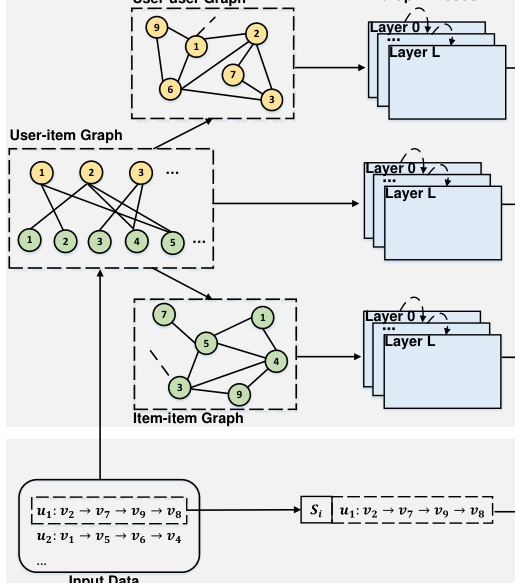 User-user Graph
9
1
2
7
6
3
Layer 0
Layer L
User-item Graph
1
2
3
...
1
2
3
4
5
...
Layer 0
...
Layer L
7
1
5
4
3
9
Item-item Graph
Layer 0
...
Layer L
u₁: v₂ → v₇ → v₉ → v₈
u₂: v₁ → v₅ → v₆ → v₄
...
Input Data
Sᵢ
u₁: v₂ → v₇ → v₉ → v₈